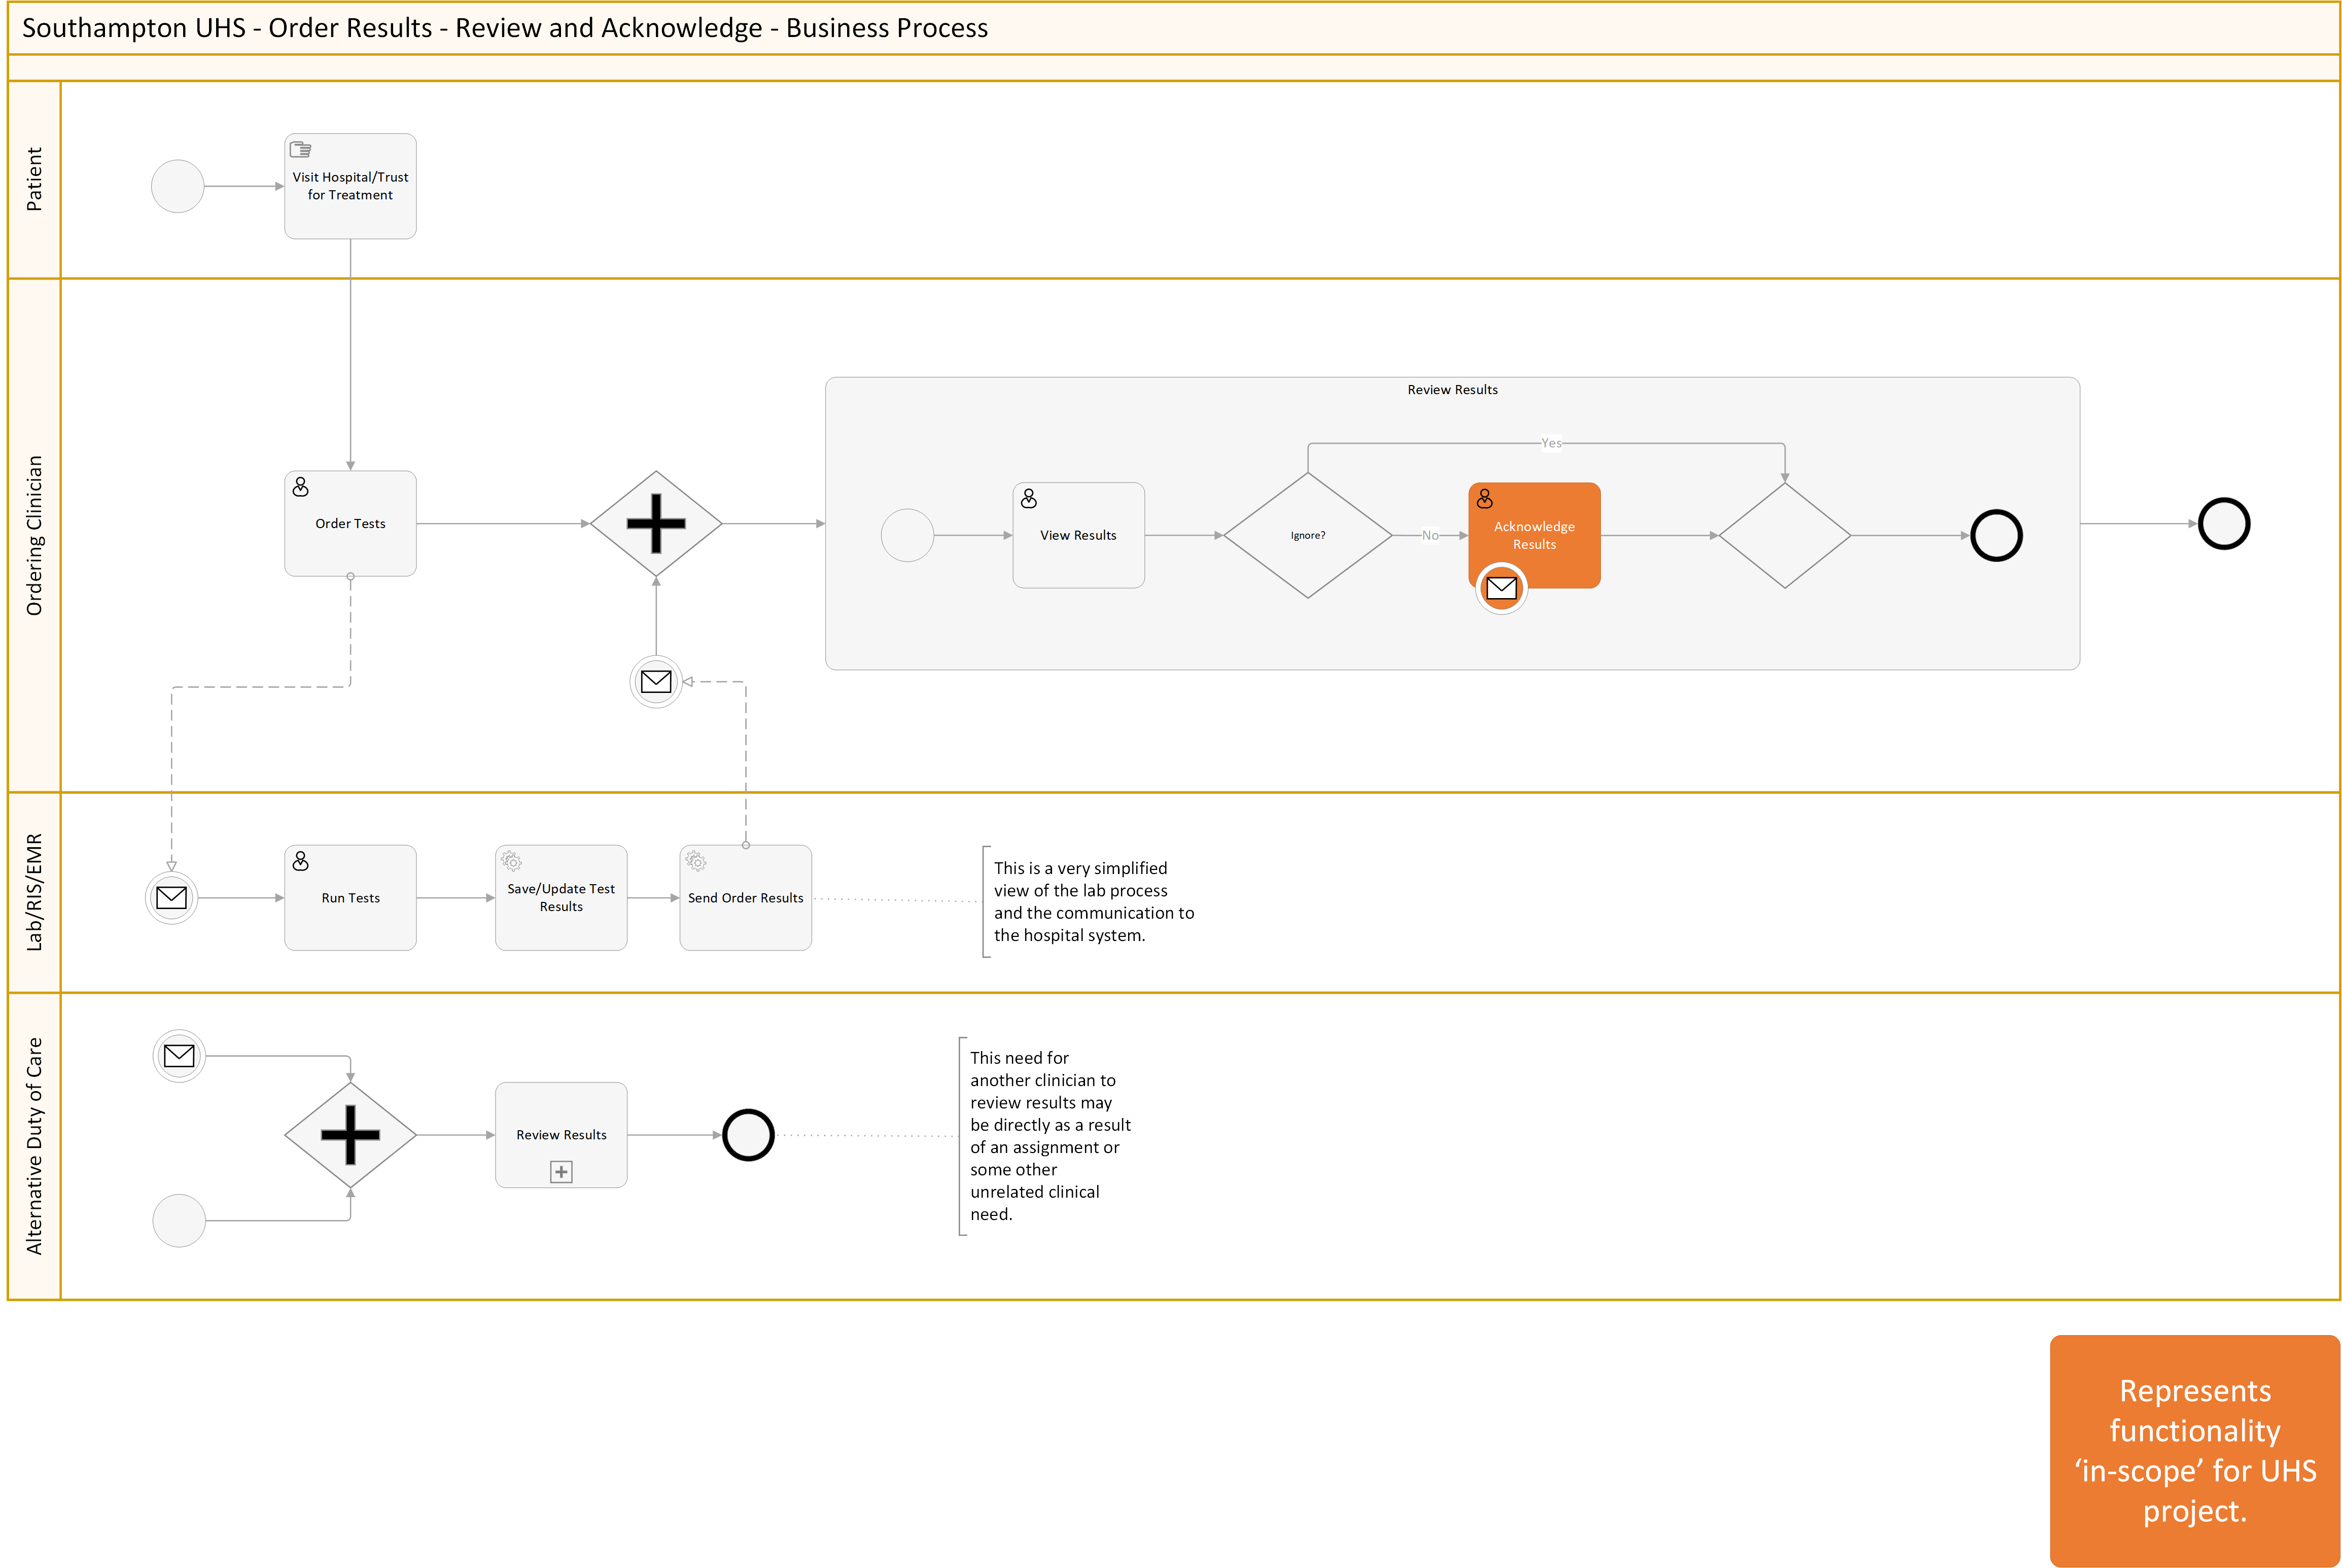 Southampton UHS - Order Results - Review and Acknowledge - Business Process
Patient
Visit Hospital/Trust
for Treatment
Ordering Clinician
Order Tests
Review Results
Yes
View Results
Ignore?
No
Acknowledge
Results
Lab/RIS/EMR
Run Tests
Save/Update Test
Results
Send Order Results
This is a very simplified
view of the lab process
and the communication to
the hospital system.
Alternative Duty of Care
Review Results
This need for
another clinician to
review results may
be directly as a result
of an assignment or
some other
unrelated clinical
need.
Represents
functionality
‘in-scope’ for UHS
project.